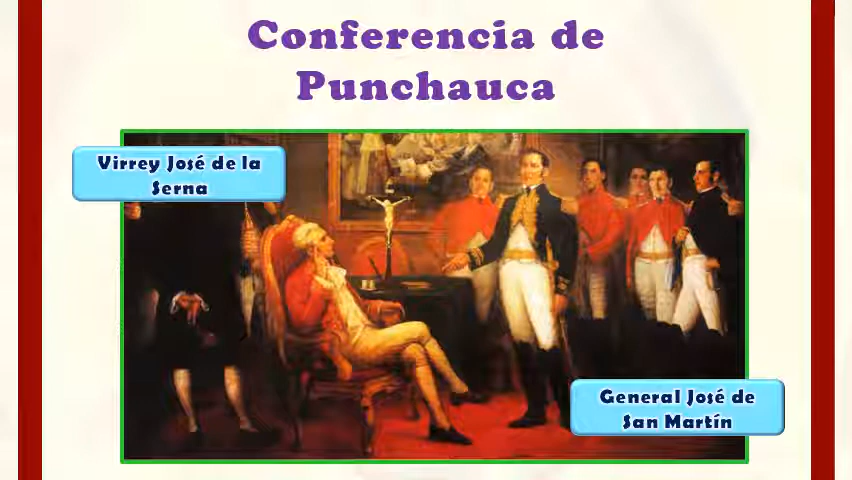 Conferencia de
Punchauca
Virrey José de la
Serna
General José de
San Martín